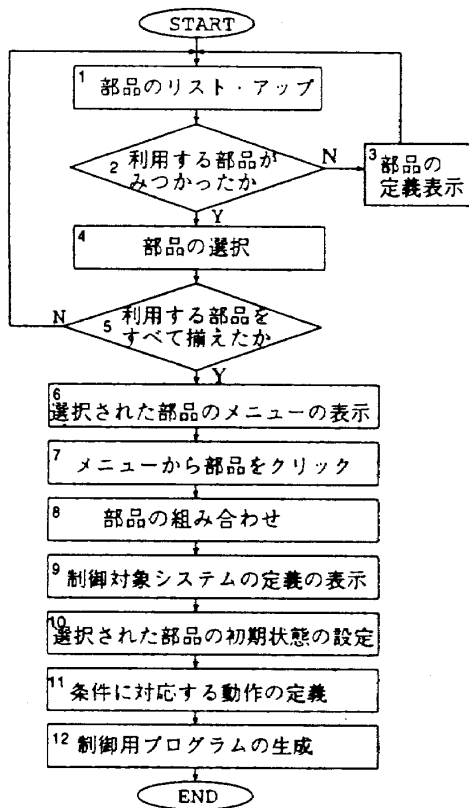 START
1 部品のリスト・アップ
2 利用する部品が
みつかったか
N
3 部品の
定義表示
Y
4 部品の選択
N
5 利用する部品を
すべて揃えたか
Y
6
選択された部品のメニューの表示
7 メニューから部品をクリック
8 部品の組み合わせ
9 制御対象システムの定義の表示
10
選択された部品の初期状態の設定
11 条件に対応する動作の定義
12 制御用プログラムの生成
END